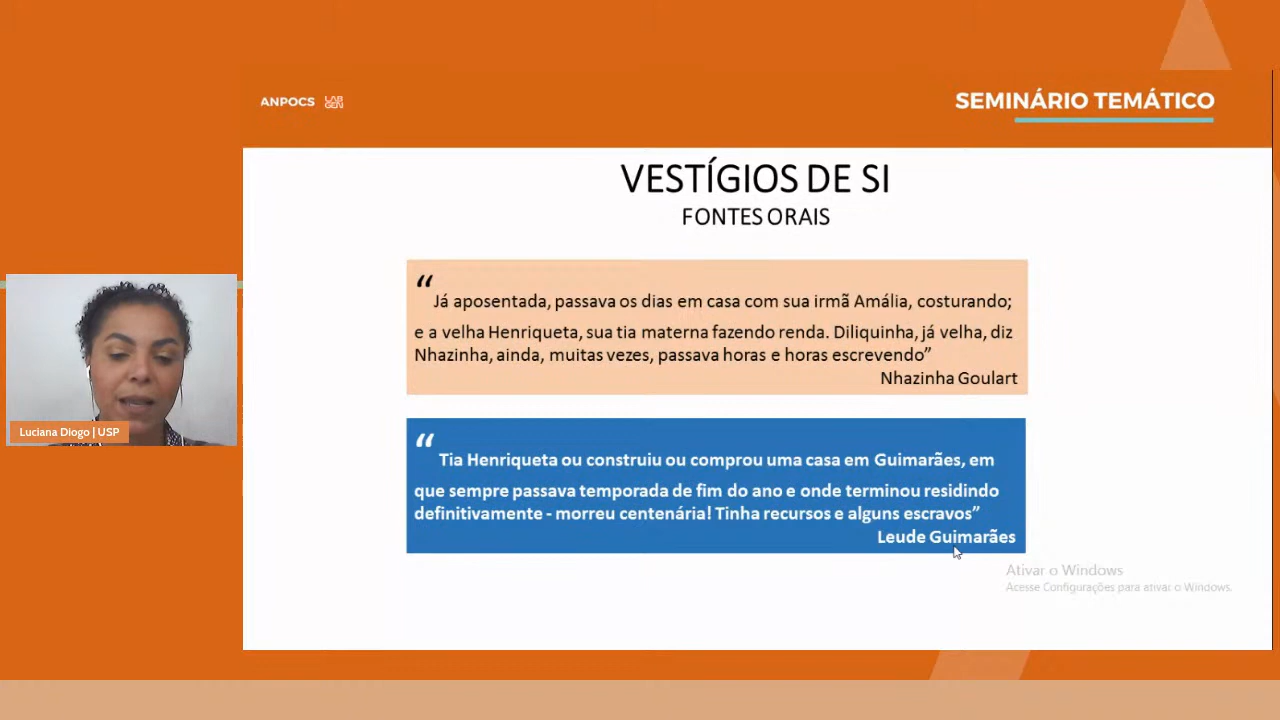 ANPOCS LAB GEN
SEMINÁRIO TEMÁTICO
VESTÍGIOS DE SI
FONTES ORAIS
“Já aposentada, passava os dias em casa com sua irmã Amália, costurando;
e a velha Henriqueta, sua tia materna fazendo renda. Diliquinha, já velha, diz
Nhazinha, ainda, muitas vezes, passava horas e horas escrevendo”
Nhazinha Goulart
Luciana Diogo | USP
“Tia Henriqueta ou construiu ou comprou uma casa em Guimarães, em
que sempre passava temporada de fim do ano e onde terminou residindo
definitivamente - morreu centenária! Tinha recursos e alguns escravos”
Leude Guimarães
Ativar o Windows
Acesse Configurações para ativar o Windows.